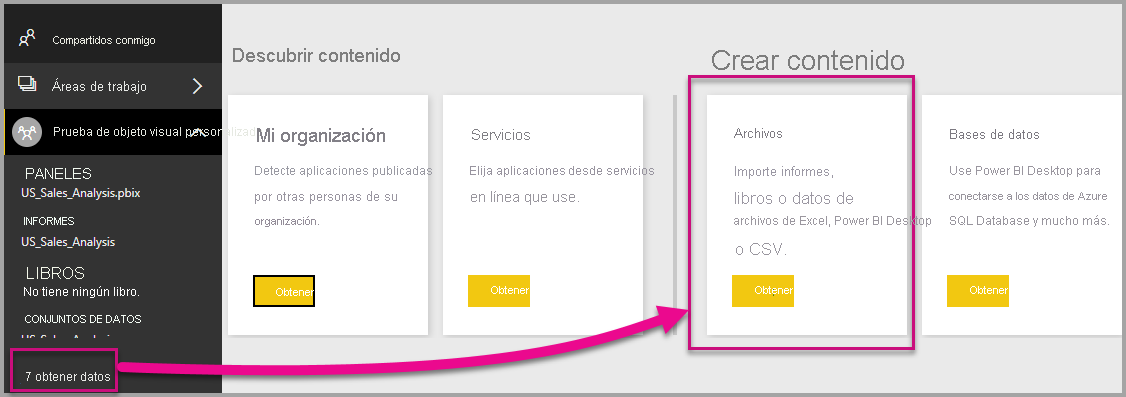 Compartidos conmigo
Áreas de trabajo
Prueba de objeto visual personalizado
PANELES
US_Sales_Analysis.pbix
INFORMES
US_Sales_Analysis
LIBROS
No tiene ningún libro.
CONJUNTOS DE DATOS
US_Sales_Analysis
7 obtener datos
Descubrir contenido
Mi organización
Detecte aplicaciones publicadas
por otras personas de su
organización.
Obtener
Servicios
Elija aplicaciones desde servicios
en línea que use.
Obtener
Crear contenido
Archivos
Importe informes,
libros o datos de
archivos de Excel, Power BI Desktop
o CSV.
Obtener
Bases de datos
Use Power BI Desktop para
conectarse a los datos de Azure
SQL Database y mucho más.
Obtener